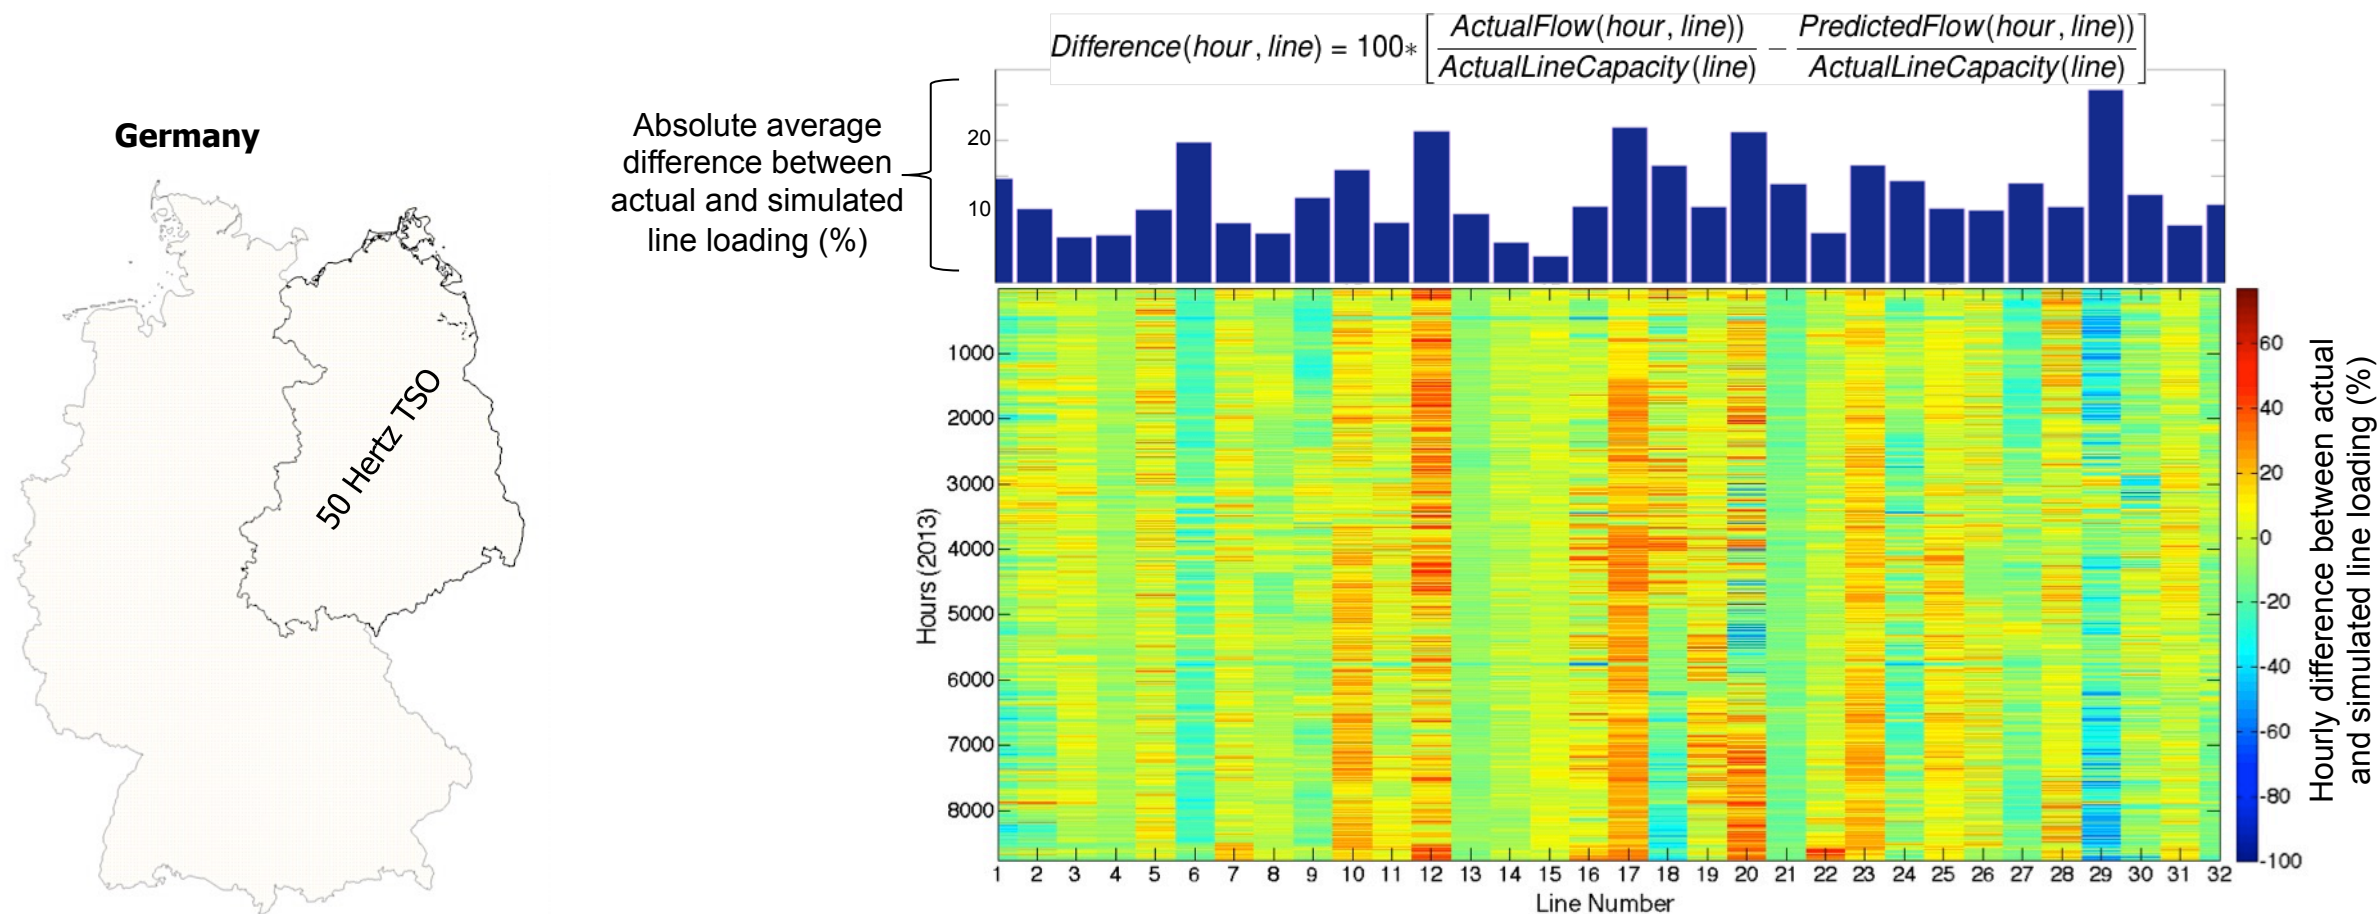 Difference(hour, line) = 100*[ActualFlow(hour, line))/ActualLineCapacity(line) − PredictedFlow(hour, line))/ActualLineCapacity(line)]
Germany
50 Hertz TSO
Absolute average
difference between
actual and simulated
line loading (%)
20
10
Hours (2013)
1000
2000
3000
4000
5000
6000
7000
8000
1 2 3 4 5 6 7 8 9 10 11 12 13 14 15 16 17 18 19 20 21 22 23 24 25 26 27 28 29 30 31 32
Line Number
60
40
20
0
-20
-40
-60
-80
-100
Hourly difference between actual
and simulated line loading (%)